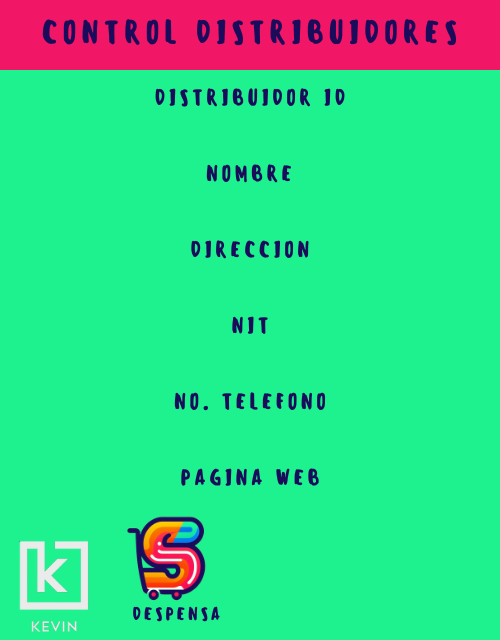 CONTROL DISTRIBUIDORES
DISTRIBUIDOR ID
NOMBRE
DIRECCION
NIT
NO. TELEFONO
PAGINA WEB
K
KEVIN
S
DESPENSA